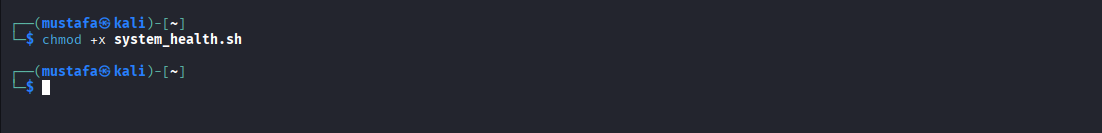 ┌──(mustafa㉿kali)-[~]
└─$ chmod +x system_health.sh
┌──(mustafa㉿kali)-[~]
└─$